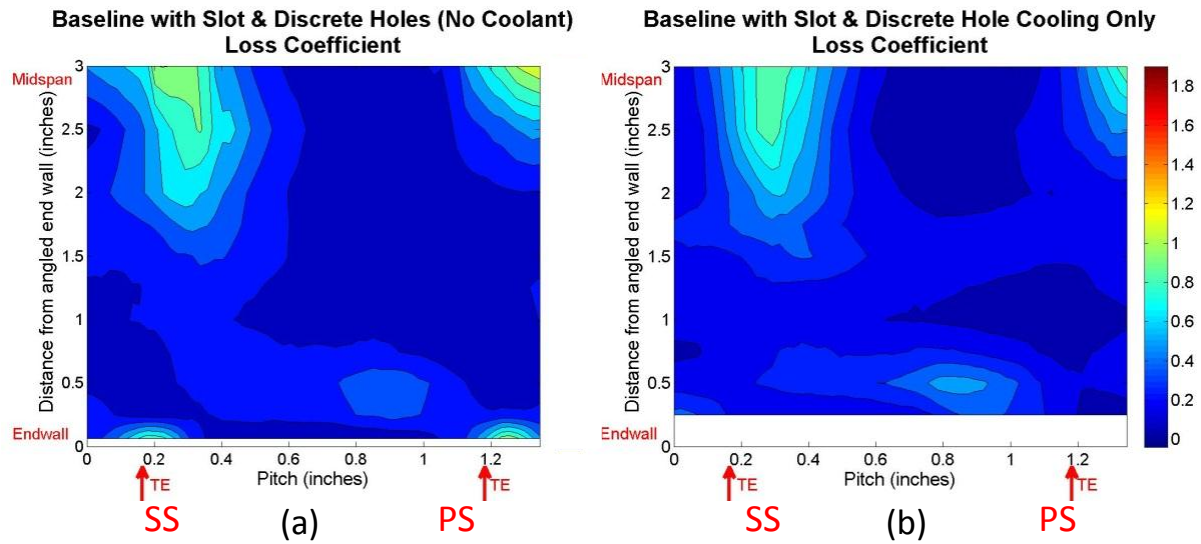 Baseline with Slot & Discrete Holes (No Coolant)
Loss Coefficient
Midspan
3
2.5
2
1.5
1
0.5
Endwall
0
Distance from angled end wall (inches)
0 0.2 0.4 0.6 0.8 1 1.2
Pitch (inches)
TE
TE
SS
(a)
PS
Baseline with Slot & Discrete Hole Cooling Only
Loss Coefficient
Midspan
3
2.5
2
1.5
1
0.5
Endwall
0
Distance from angled end wall (inches)
0 0.2 0.4 0.6 0.8 1 1.2
Pitch (inches)
TE
TE
SS
(b)
PS
1.8
1.6
1.4
1.2
1
0.8
0.6
0.4
0.2
0